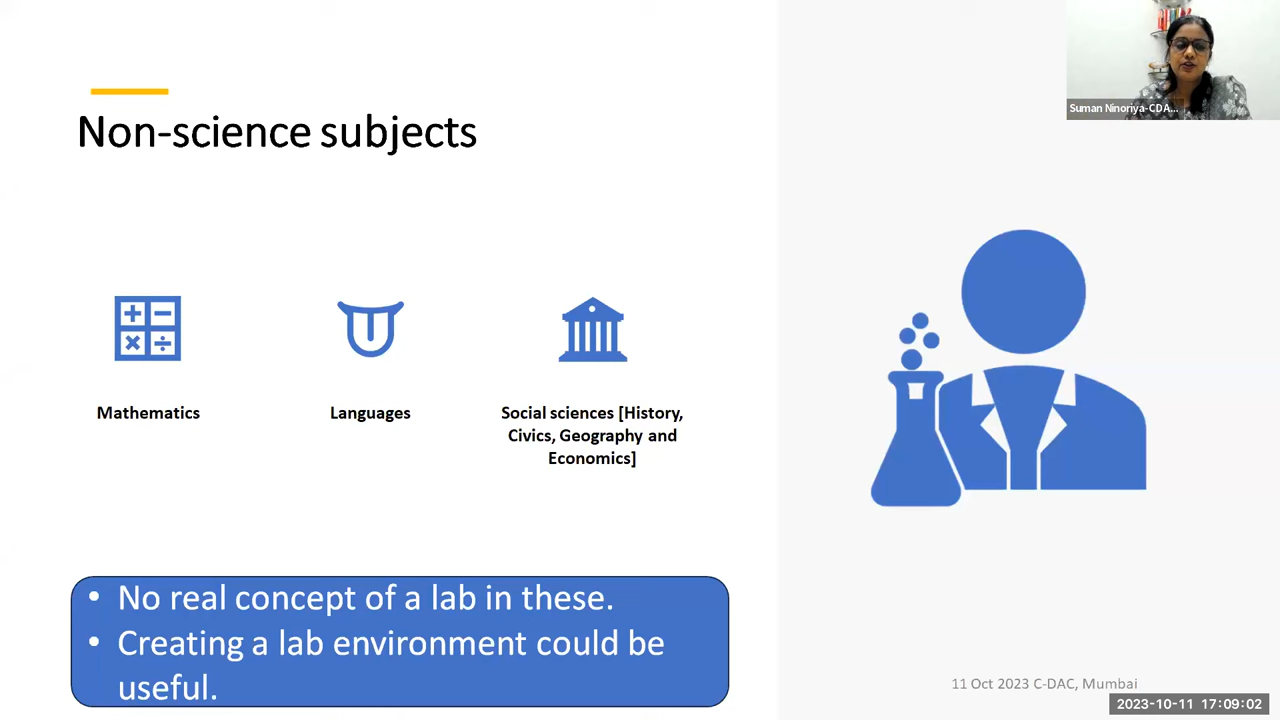 Suman Ninoriya-CDA...
Non-science subjects
Mathematics
Languages
Social sciences [History,
Civics, Geography and
Economics]
• No real concept of a lab in these.
• Creating a lab environment could be
useful.
11 Oct 2023 C-DAC, Mumbai
2023-10-11 17:09:02